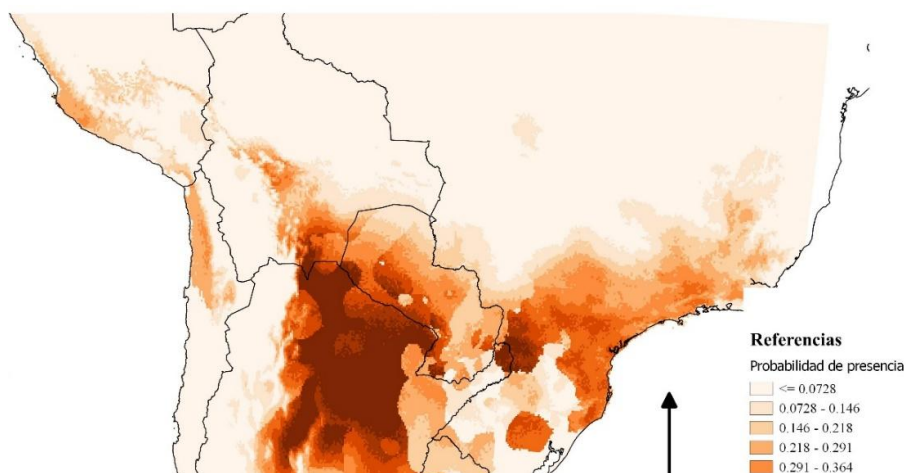 Referencias
Probabilidad de presencia
<= 0.0728
0.0728 - 0.146
0.146 - 0.218
0.218 - 0.291
0.291 - 0.364